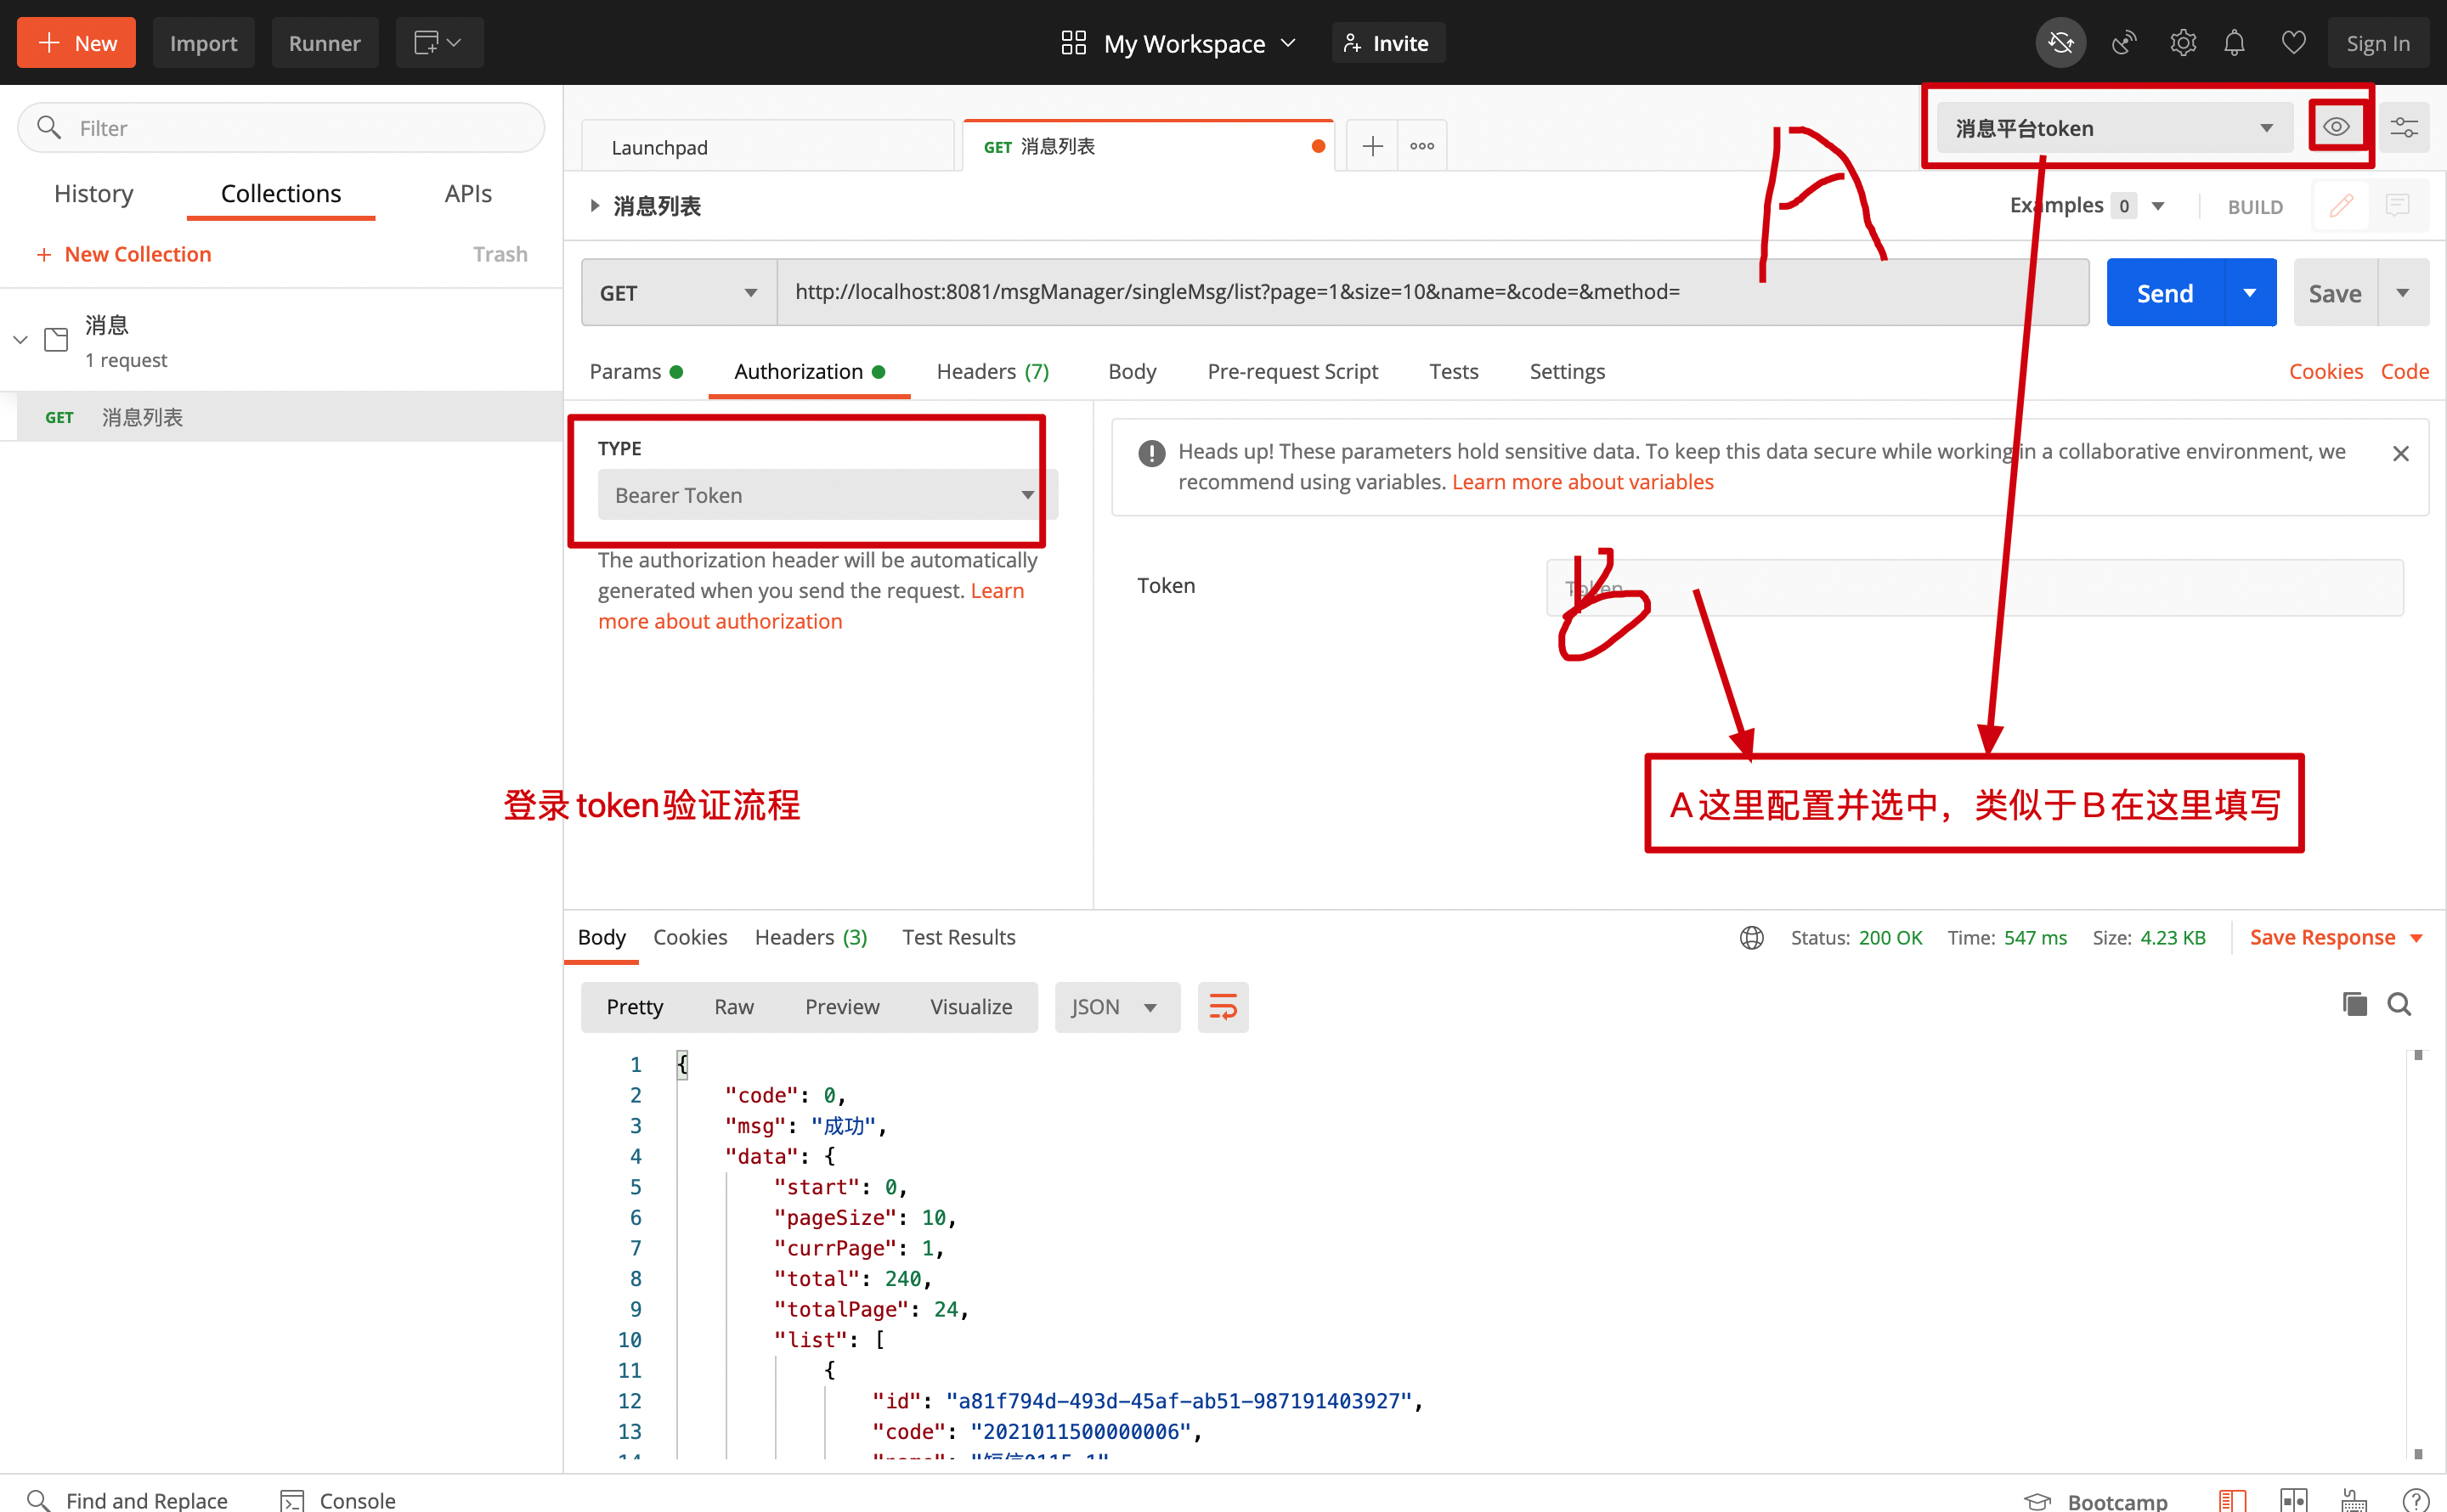 New
Import
Runner
My Workspace
Invite
Sign In
Filter
History
Collections
APIs
New Collection
Trash
消息
1 request
GET 消息列表
Launchpad
GET 消息列表
消息平台token
A
消息列表
Examples 0
BUILD
GET
http://localhost:8081/msgManager/singleMsg/list?page=1&size=10&name=&code=&method=
Send
Save
Params
Authorization
Headers (7)
Body
Pre-request Script
Tests
Settings
Cookies
Code
TYPE
Bearer Token
The authorization header will be automatically
generated when you send the request. Learn
more about authorization
Heads up! These parameters hold sensitive data. To keep this data secure while working in a collaborative environment, we
recommend using variables. Learn more about variables
Token
Token
B
登录token验证流程
A这里配置并选中，类似于B在这里填写
Body
Cookies
Headers (3)
Test Results
Status: 200 OK
Time: 547 ms
Size: 4.23 KB
Save Response
Pretty
Raw
Preview
Visualize
JSON
1 {
2 "code": 0,
3 "msg": "成功",
4 "data": {
5 "start": 0,
6 "pageSize": 10,
7 "currPage": 1,
8 "total": 240,
9 "totalPage": 24,
10 "list": [
11 {
12 "id": "a81f794d-493d-45af-ab51-987191403927",
13 "code": "2021011500000006",
14 "name": "短信0115-1"
Find and Replace
Console
Bootcamp